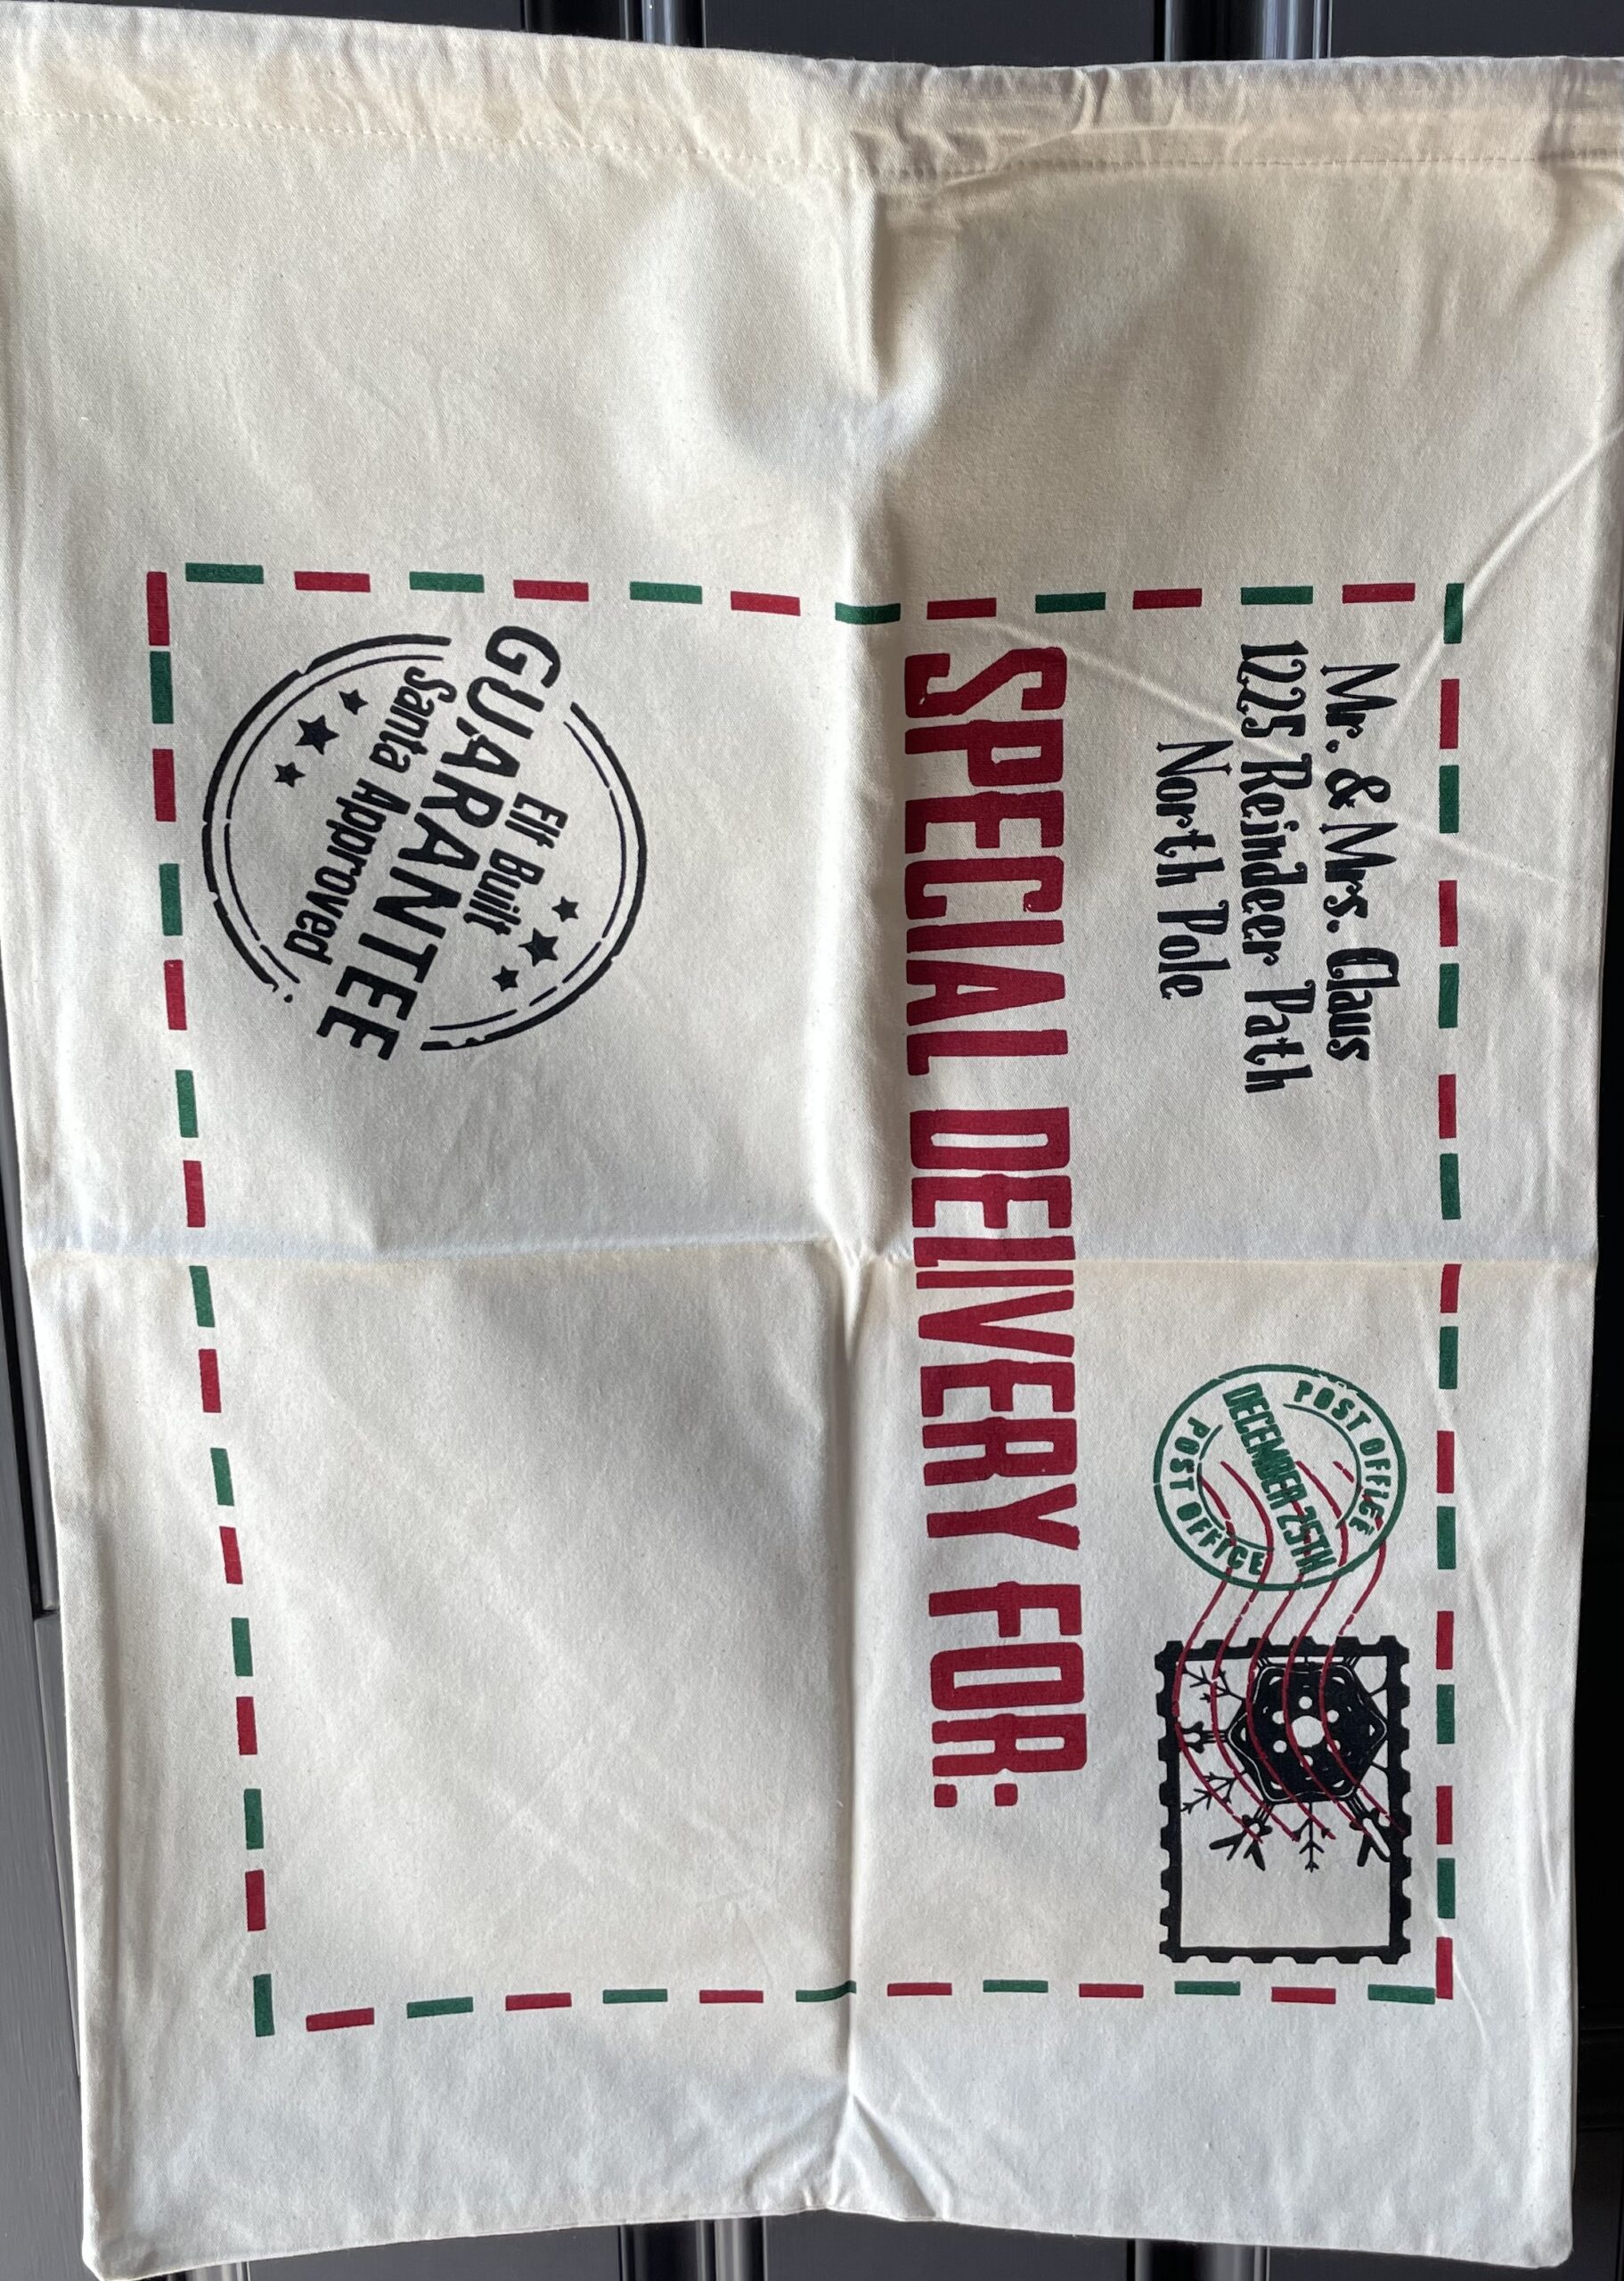 Mr. & Mrs. Claus
1225 Reindeer Path
North Pole
POST OFFICE
DECEMBER 25TH
POST OFFICE
SPECIAL DELIVERY FOR:
Elf Built
GUARANTEE
Santa Approved